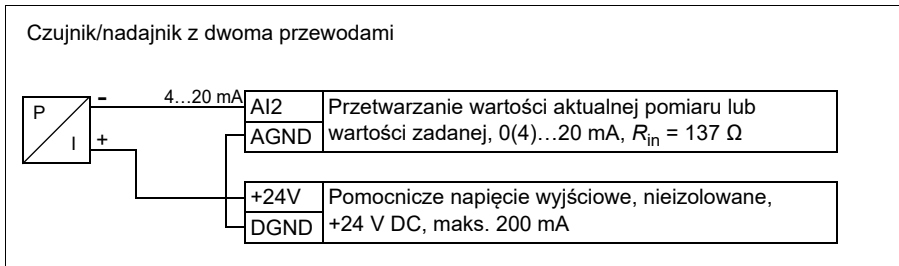 Czujnik/nadajnik z dwoma przewodami
P
I
-
+
4...20 mA
AI2
AGND
Przetwarzanie wartości aktualnej pomiaru lub
wartości zadanej, 0(4)…20 mA, Rin = 137 Ω
+24V
DGND
Pomocnicze napięcie wyjściowe, nieizolowane,
+24 V DC, maks. 200 mA